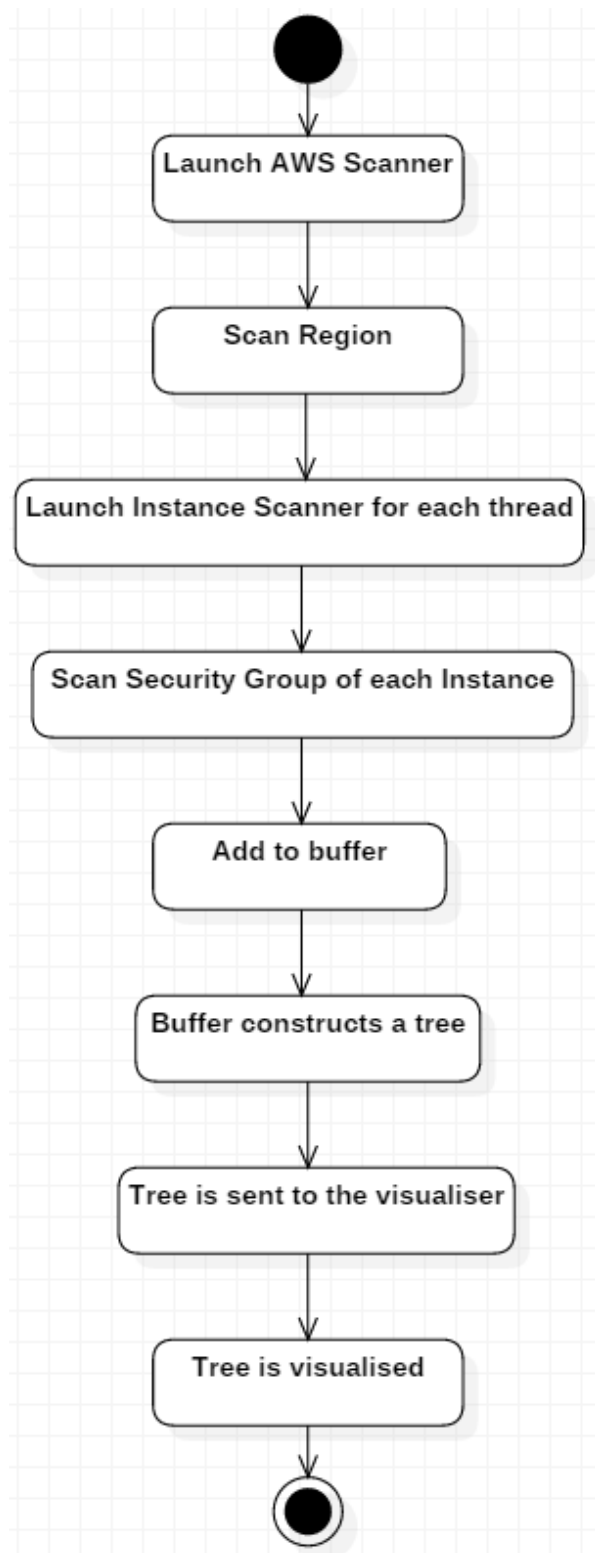 Launch AWS Scanner
Scan Region
Launch Instance Scanner for each thread
Scan Security Group of each Instance
Add to buffer
Buffer constructs a tree
Tree is sent to the visualiser
Tree is visualised